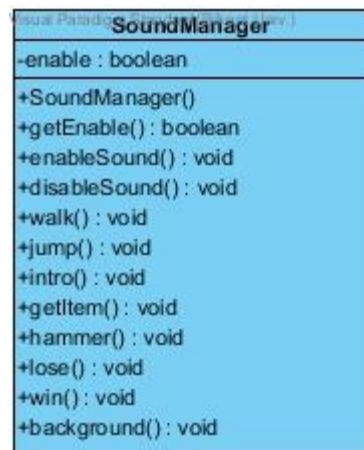 SoundManager
-enable : boolean
+SoundManager()
+getEnable() : boolean
+enableSound() : void
+disableSound() : void
+walk() : void
+jump() : void
+intro() : void
+getItem() : void
+hammer() : void
+lose() : void
+win() : void
+background() : void